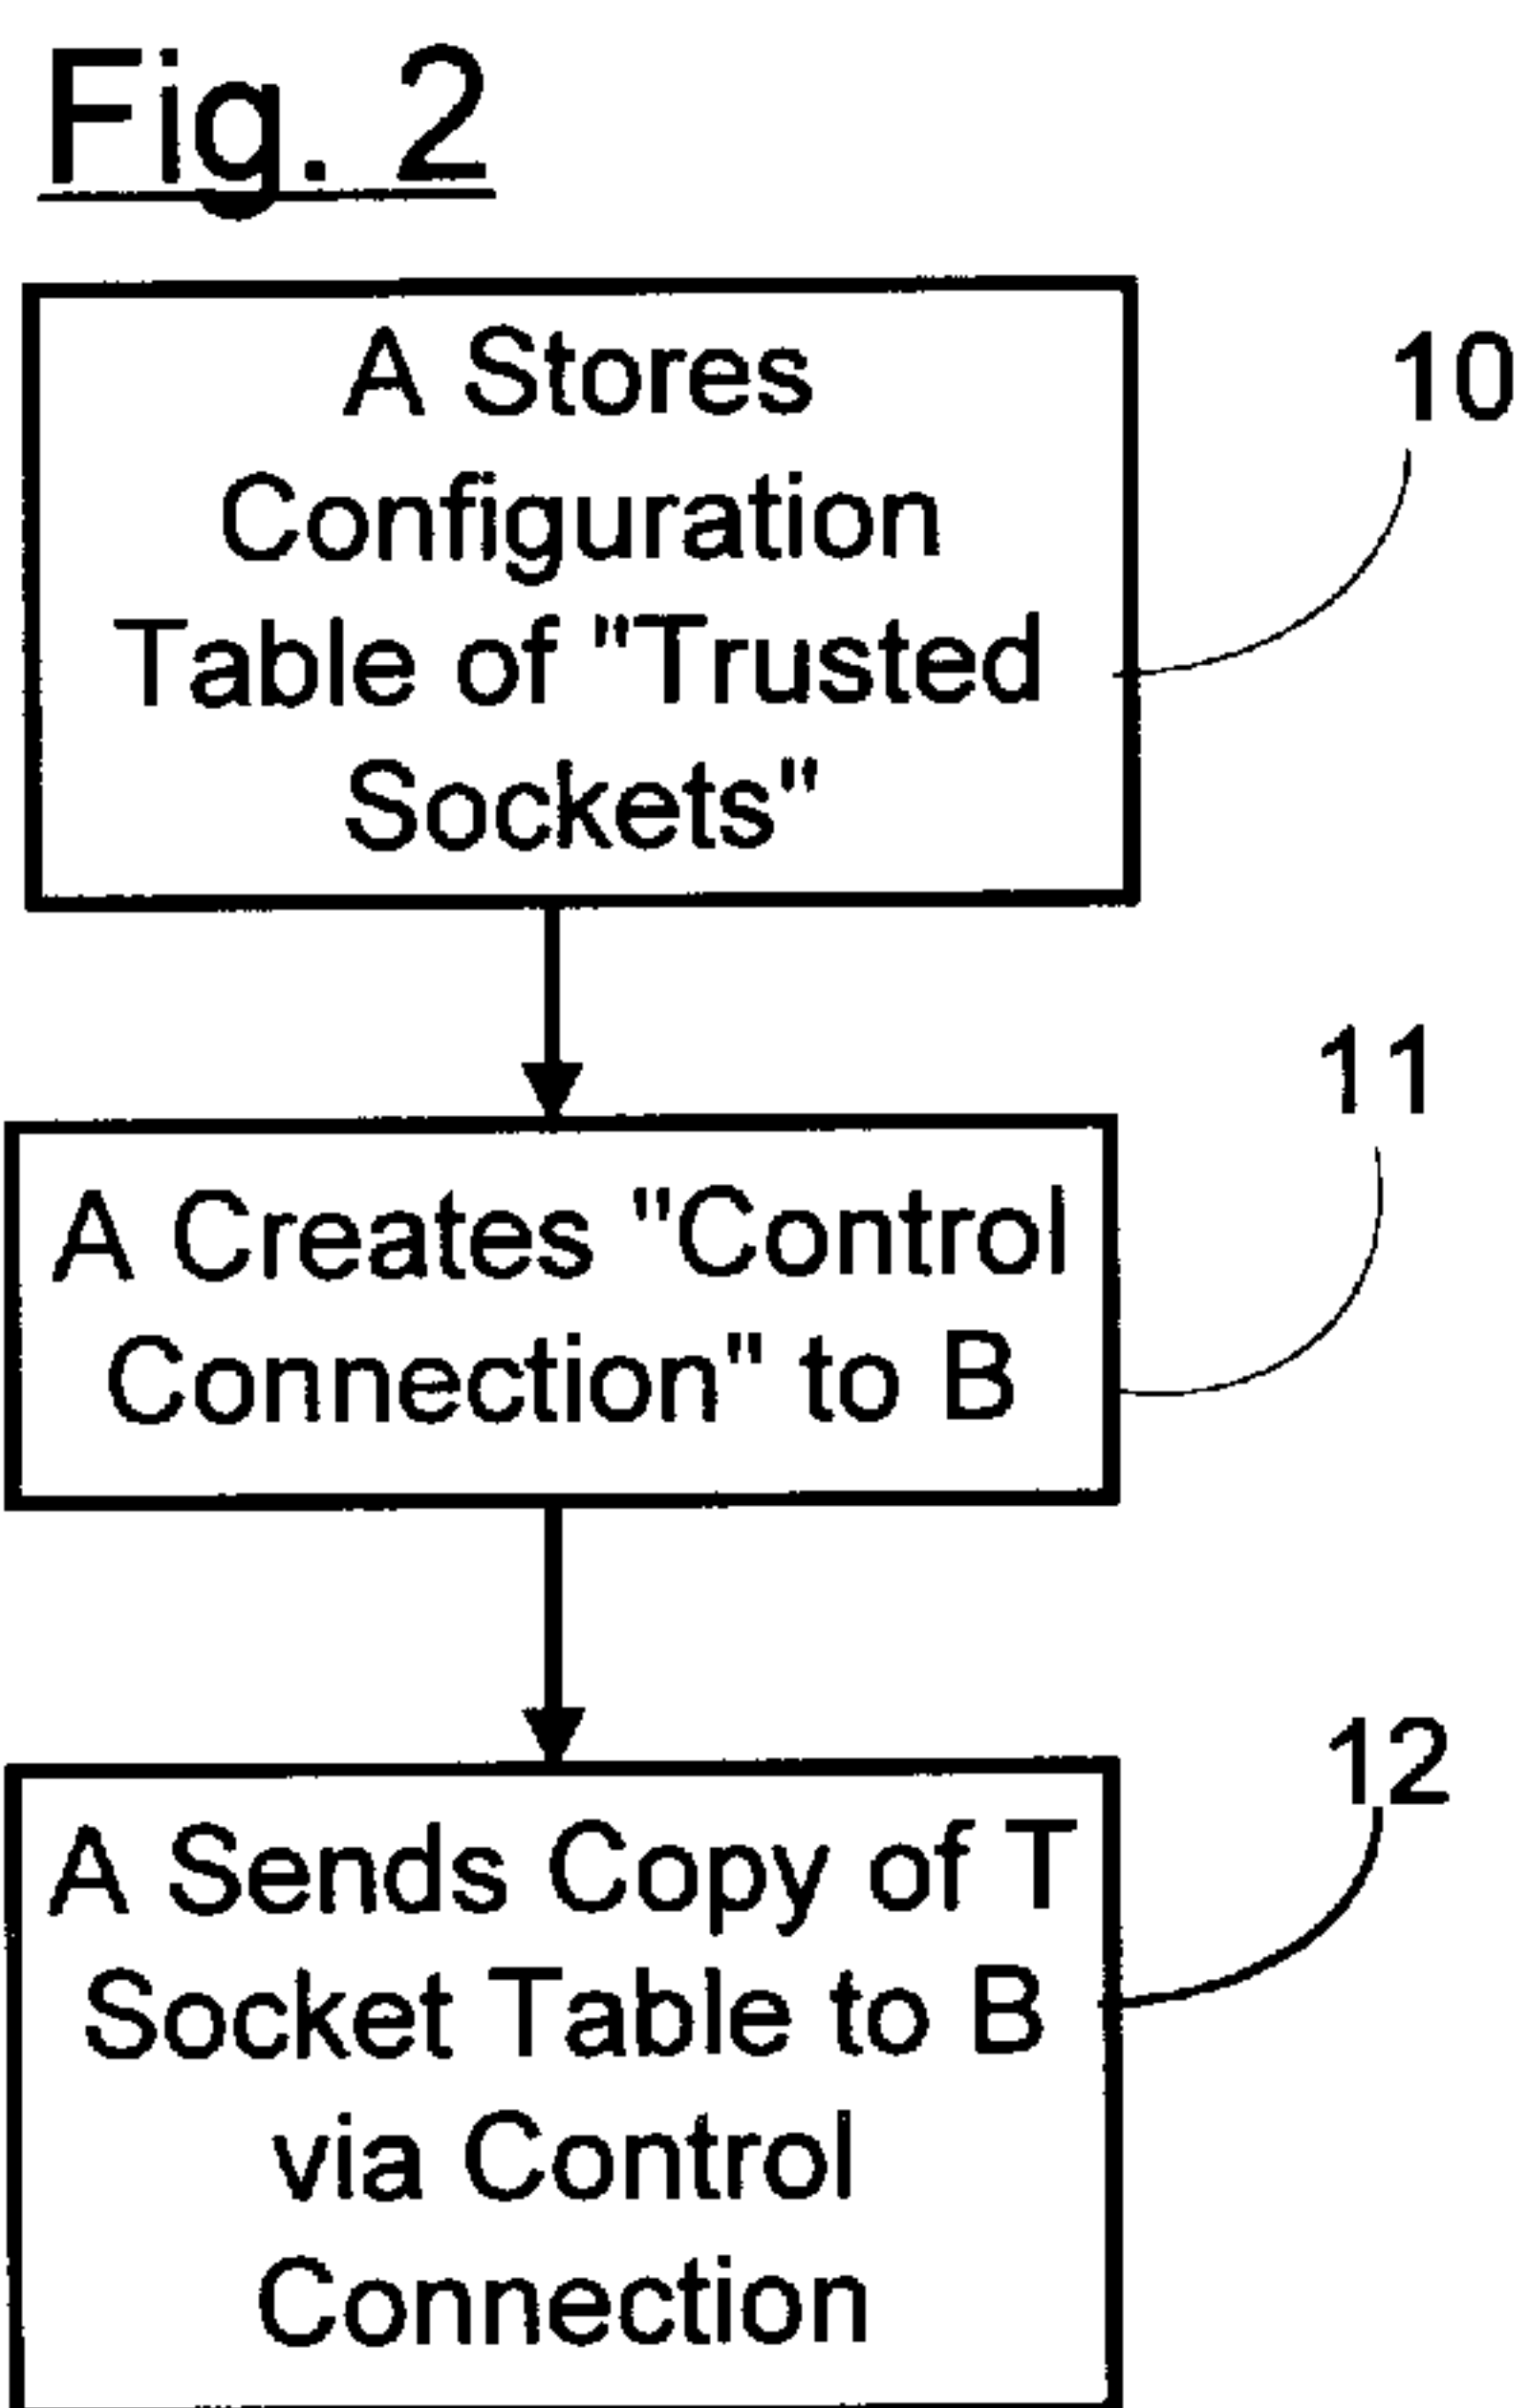 Fig. 2
A Stores
10
Configuration
Table of "Trusted
Sockets"
11
A Creates "Control
Connection" to B
12
A Sends Copy of T
Socket Table to B
via Control
Connection